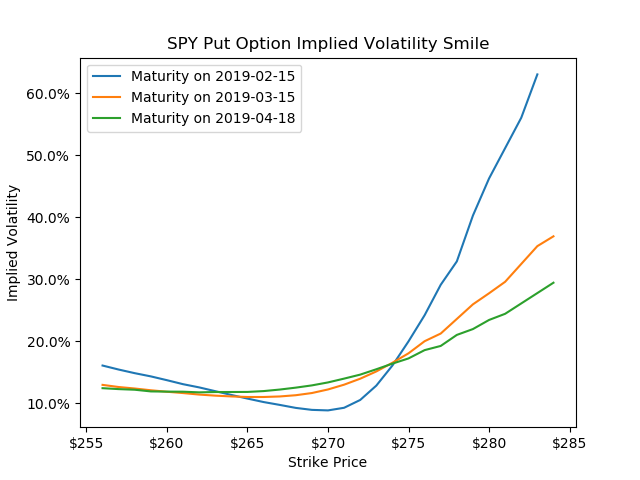 SPY Put Option Implied Volatility Smile
Maturity on 2019-02-15
Maturity on 2019-03-15
Maturity on 2019-04-18
Implied Volatility
60.0%
50.0%
40.0%
30.0%
20.0%
10.0%
$255
$260
$265
$270
$275
$280
$285
Strike Price